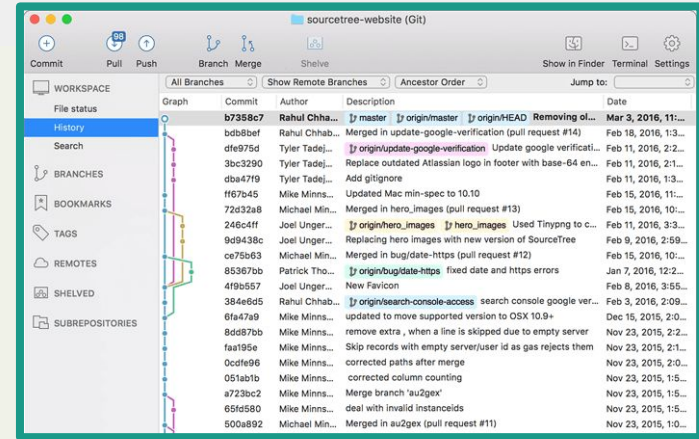 sourcetree-website (Git)
98
Commit Pull Push Branch Merge Shelve Show in Finder Terminal Settings
All Branches Show Remote Branches Ancestor Order Jump to:
WORKSPACE
File status
History
Search
BRANCHES
BOOKMARKS
TAGS
REMOTES
SHELVED
SUBREPOSITORIES
Graph Commit Author Description Date
b7358c7 Rahul Chha... master origin/master origin/HEAD Removing ol... Mar 3, 2016, 11:...
bdb8bef Rahul Chhab... Merged in update-google-verification (pull request #14) Feb 18, 2016, 1:3...
dfe975d Tyler Tadej... origin/update-google-verification Update google verificati... Feb 11, 2016, 2:2...
3bc3290 Tyler Tadej... Replace outdated Atlassian logo in footer with base-64 en... Feb 11, 2016, 2:1...
dba47f9 Tyler Tadej... Add gitignore Feb 11, 2016, 1:3...
ff67b45 Mike Minns... Updated Mac min-spec to 10.10 Feb 15, 2016, 11:...
72d32a8 Michael Min... Merged in hero_images (pull request #13) Feb 15, 2016, 10:...
246c4ff Joel Unger... origin/hero_images hero_images Used Tinypng to c... Feb 11, 2016, 3:3...
9d9438c Joel Unger... Replacing hero images with new version of SourceTree Feb 9, 2016, 2:59...
ce75b63 Michael Min... Merged in bug/date-https (pull request #12) Feb 15, 2016, 10:...
85367bb Patrick Tho... origin/bug/date-https fixed date and https errors Jan 7, 2016, 12:2...
4f9b557 Joel Unger... New Favicon Feb 8, 2016, 3:55...
384e6d5 Rahul Chhab... origin/search-console-access search console google ver... Feb 3, 2016, 2:09...
6fa47a9 Mike Minns... updated to move supported version to OSX 10.9+ Dec 15, 2015, 2:0...
8dd87bb Mike Minns... remove extra , when a line is skipped due to empty server Nov 23, 2015, 2:2...
faa195e Mike Minns... Skip records with empty server/user id as gas rejects them Nov 23, 2015, 2:1...
0cdfe96 Mike Minns... corrected paths after merge Nov 23, 2015, 2:0...
051ab1b Mike Minns... corrected column counting Nov 23, 2015, 1:5...
a723bc2 Mike Minns... Merge branch 'au2gex' Nov 23, 2015, 1:5...
65fd580 Mike Minns... deal with invalid instanceids Nov 23, 2015, 1:5...
500a892 Michael Min... Merged in au2gex (pull request #11) Nov 23, 2015, 1:0...